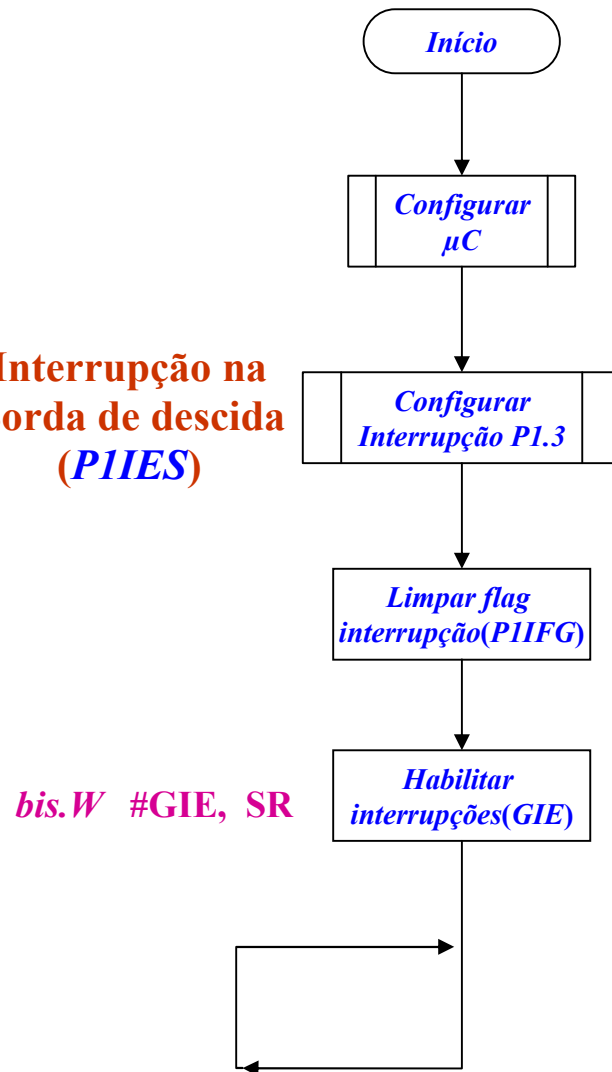 Início
Configurar
µC
Interrupção na
orda de descida
(P1IES)
Configurar
Interrupção P1.3
Limpar flag
interrupção(P1IFG)
bis.W #GIE, SR
Habilitar
interrupções(GIE)